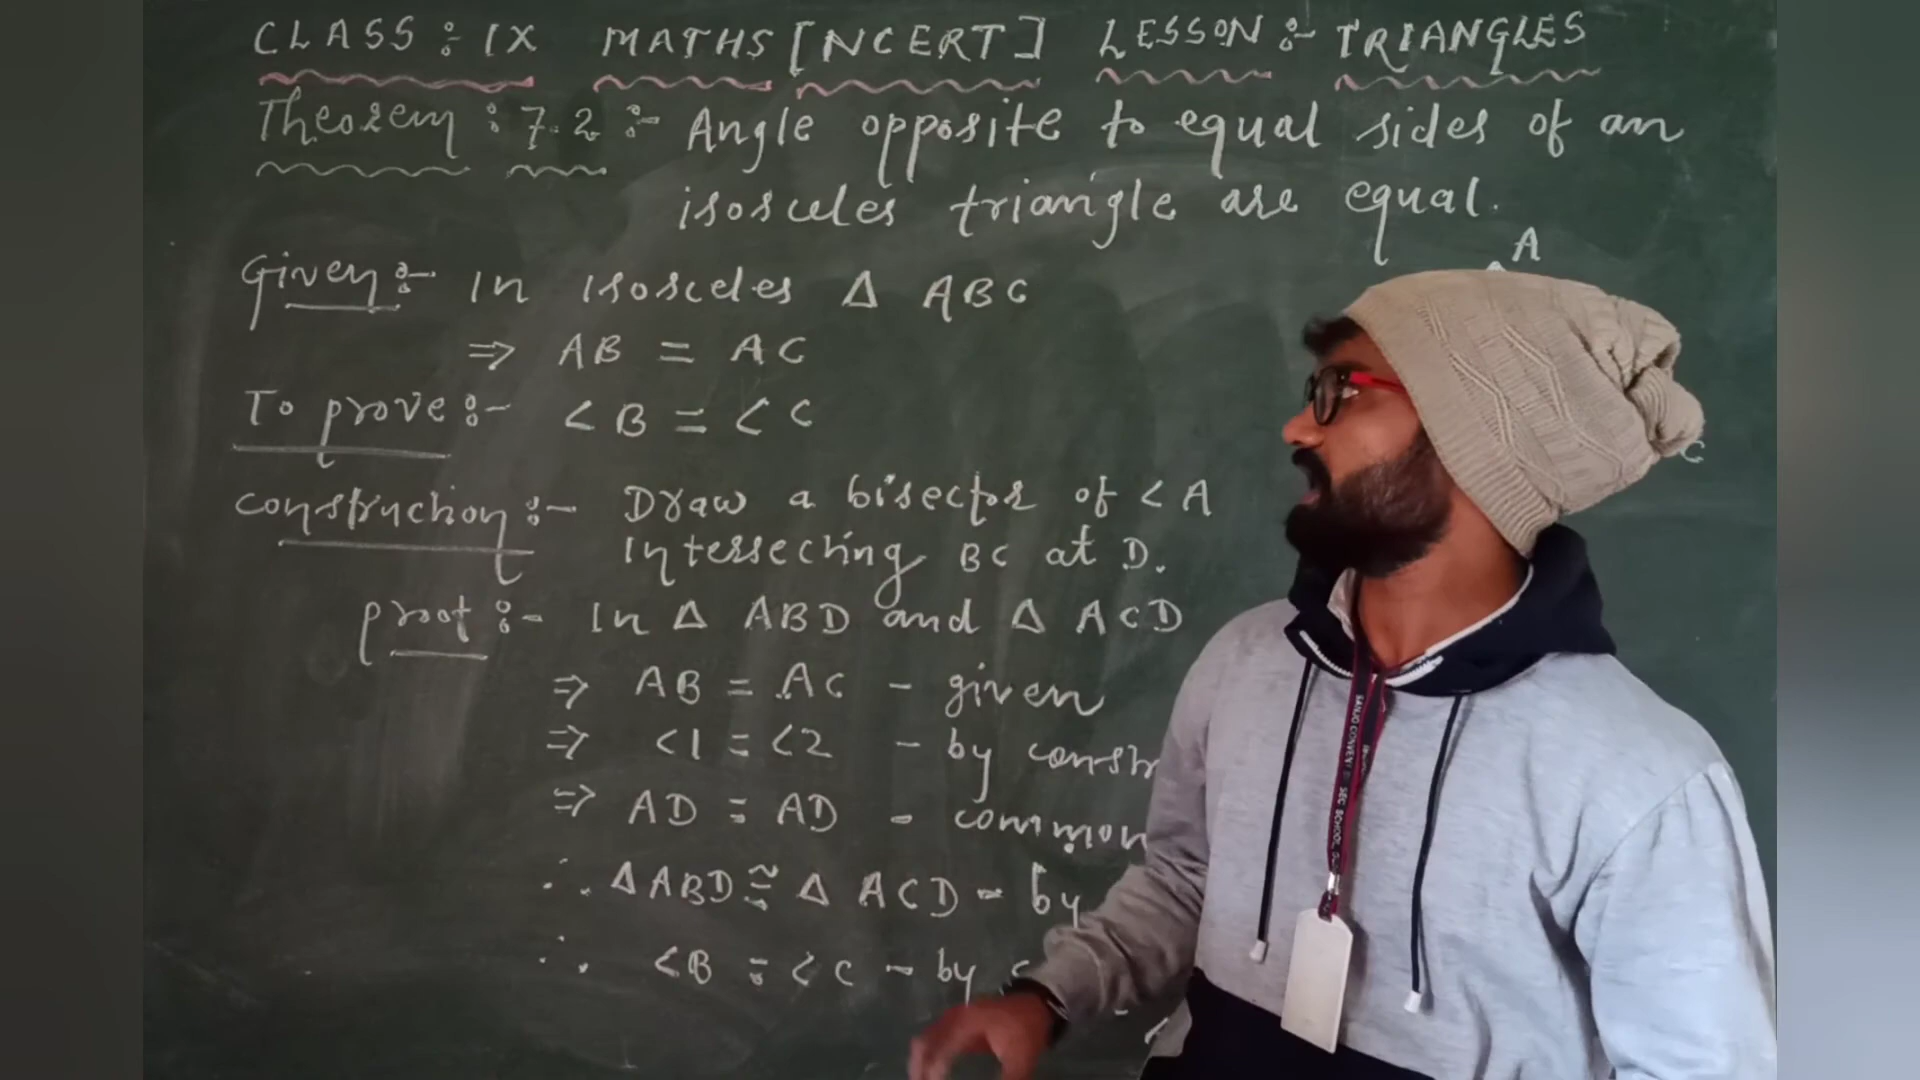 CLASS :- IX MATHS [NCERT] LESSON :- TRIANGLES
Theorem : 7.2 :- Angle opposite to equal sides of an
isosceles triangle are equal.
A
Given :- In Isosceles Δ ABC
⇒ AB = AC
To prove :- <B = <C
C
Construction :- Draw a bisector of <A
Intersecting BC at D.
proof :- In Δ ABD and Δ ACD
⇒ AB = AC - given
⇒ <1 = <2 - by constr
⇒ AD = AD - common
∴ ΔABD ≅ Δ ACD - by
∴ <B = <C - by c